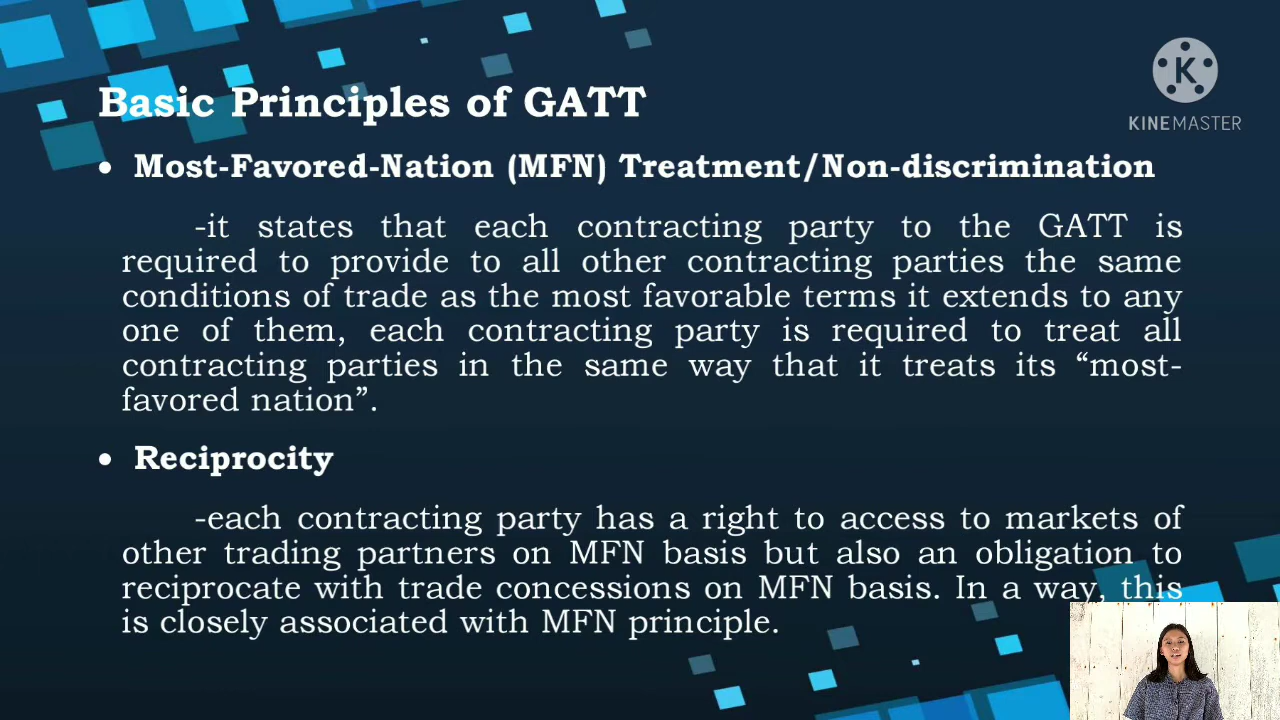 Basic Principles of GATT
K
KINEMASTER
• Most-Favored-Nation (MFN) Treatment/Non-discrimination
-it states that each contracting party to the GATT is
required to provide to all other contracting parties the same
conditions of trade as the most favorable terms it extends to any
one of them, each contracting party is required to treat all
contracting parties in the same way that it treats its “most-
favored nation”.
• Reciprocity
-each contracting party has a right to access to markets of
other trading partners on MFN basis but also an obligation to
reciprocate with trade concessions on MFN basis. In a way, this
is closely associated with MFN principle.